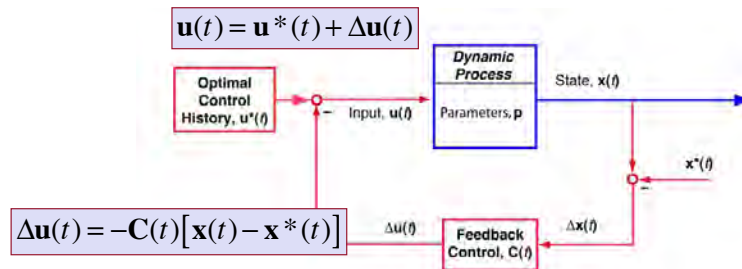 u(t) = u*(t) + Δu(t)
Optimal
Control
History, u*(t)
–
Input, u(t)
Dynamic
Process
Parameters, p
State, x(t)
x*(t)
–
Δu(t) = –C(t)[x(t) – x*(t)]
Δu(t)
Feedback
Control, C(t)
Δx(t)